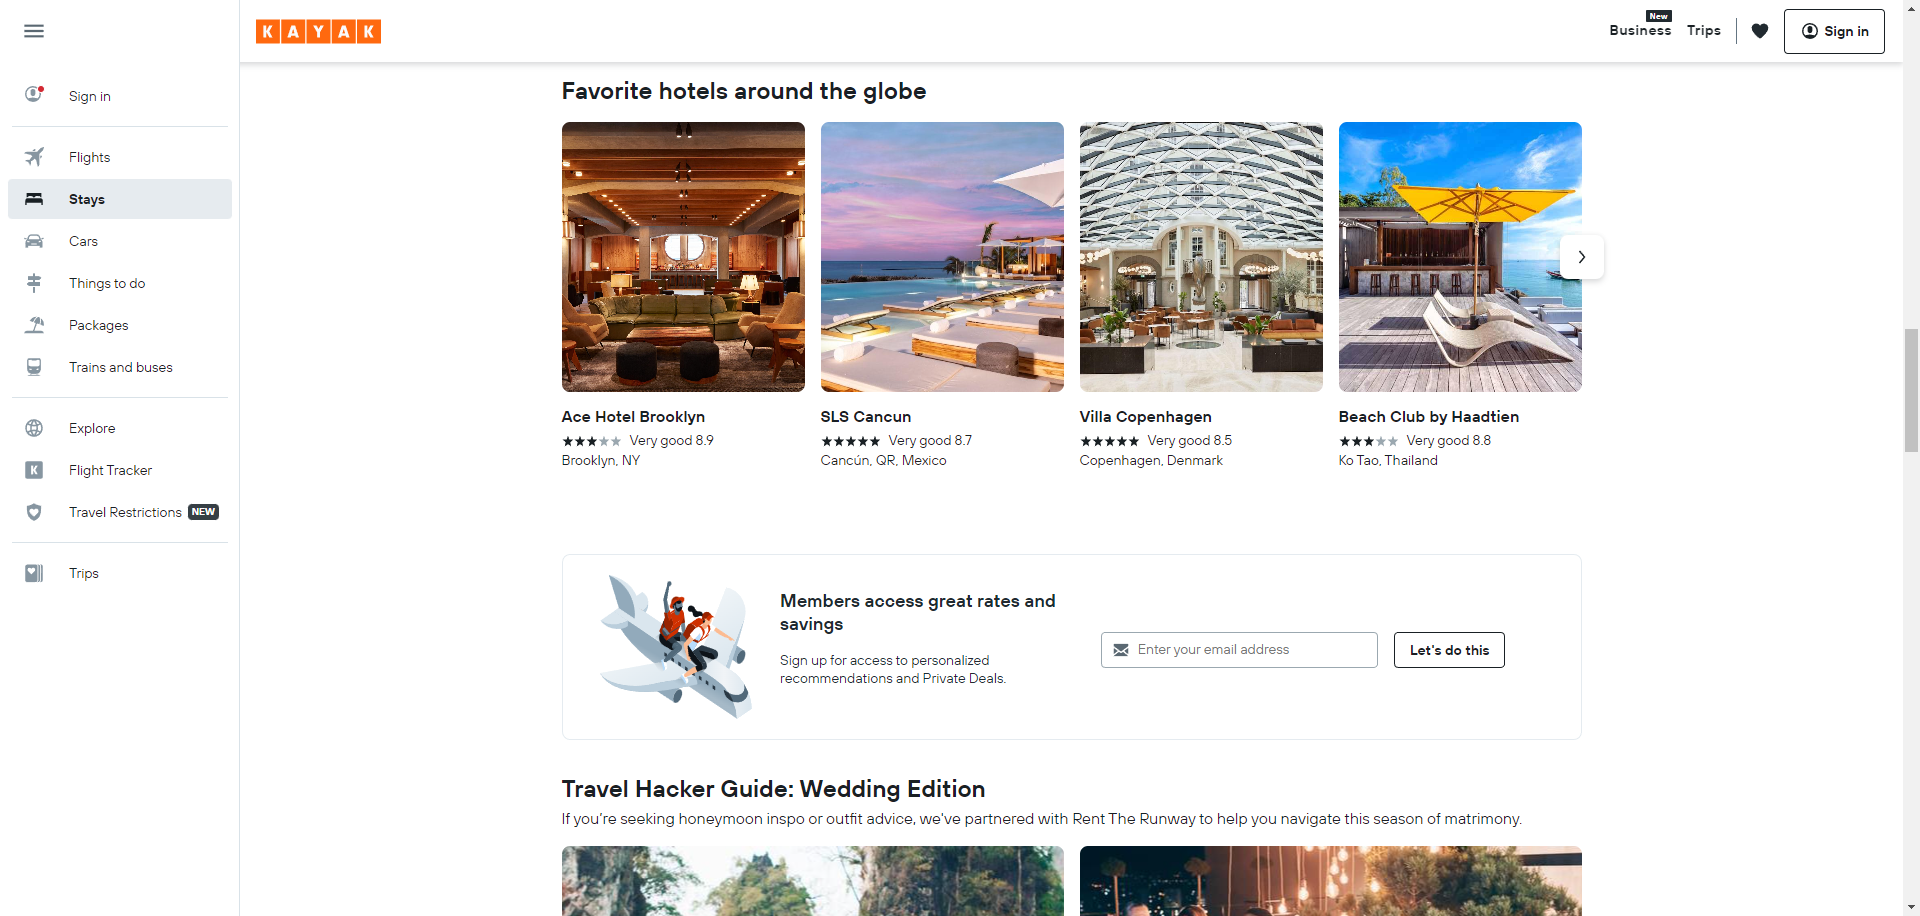 KAYAK
New
Business
Trips
Sign in
Sign in
Flights
Stays
Cars
Things to do
Packages
Trains and buses
Explore
K
Flight Tracker
Travel Restrictions NEW
Trips
Favorite hotels around the globe
Ace Hotel Brooklyn
Very good 8.9
Brooklyn, NY
SLS Cancun
Very good 8.7
Cancún, QR, Mexico
Villa Copenhagen
Very good 8.5
Copenhagen, Denmark
Beach Club by Haadtien
Very good 8.8
Ko Tao, Thailand
Members access great rates and
savings
Sign up for access to personalized
recommendations and Private Deals.
Enter your email address
Let's do this
Travel Hacker Guide: Wedding Edition
If you’re seeking honeymoon inspo or outfit advice, we’ve partnered with Rent The Runway to help you navigate this season of matrimony.